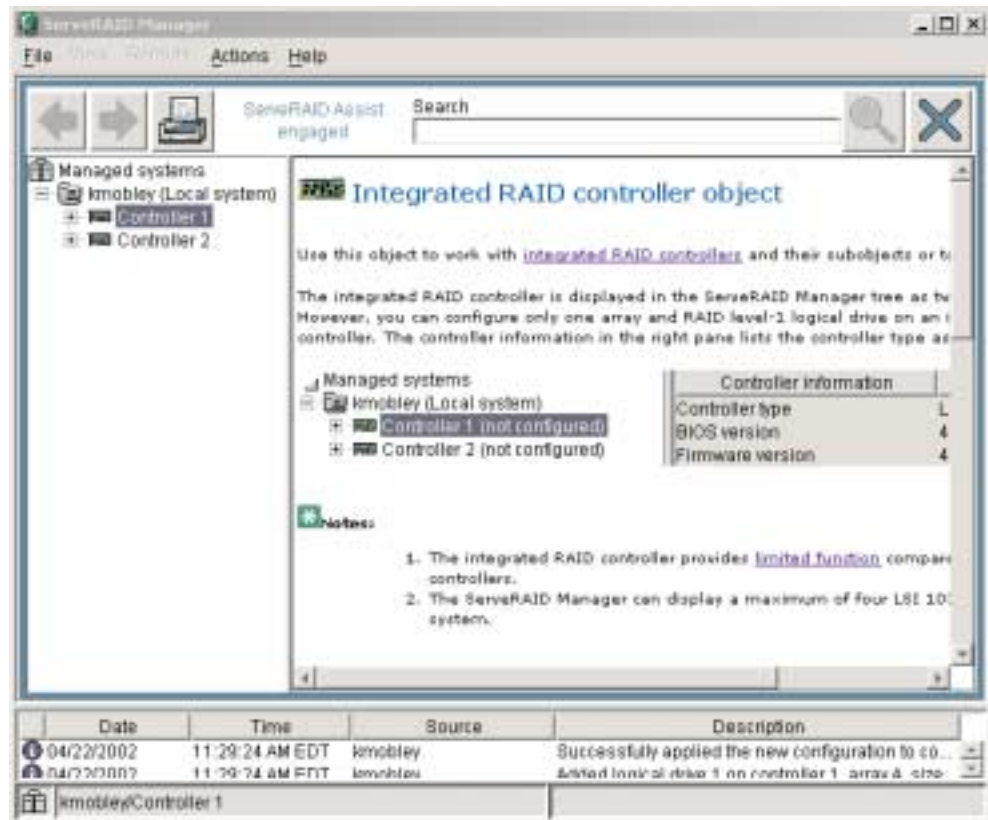 ServeRAID Manager
File View Remote Actions Help
ServeRAID Assist
engaged
Search
Managed systems
kmobley (Local system)
Controller 1
Controller 2
Integrated RAID controller object
Use this object to work with integrated RAID controllers and their subobjects or to
The integrated RAID controller is displayed in the ServeRAID Manager tree as tw
However, you can configure only one array and RAID level-1 logical drive on an i
controller. The controller information in the right pane lists the controller type as
Managed systems
kmobley (Local system)
Controller 1 (not configured)
Controller 2 (not configured)
Controller information
Controller type L
BIOS version 4
Firmware version 4
Notes:
1. The integrated RAID controller provides limited function compare
controllers.
2. The ServeRAID Manager can display a maximum of four LSI 10
system.
Date Time Source Description
04/22/2002 11:29:24 AM EDT kmobley Successfully applied the new configuration to co...
04/22/2002 11:29:24 AM EDT kmobley Added logical drive 1 on controller 1, array A, size
kmobley/Controller 1